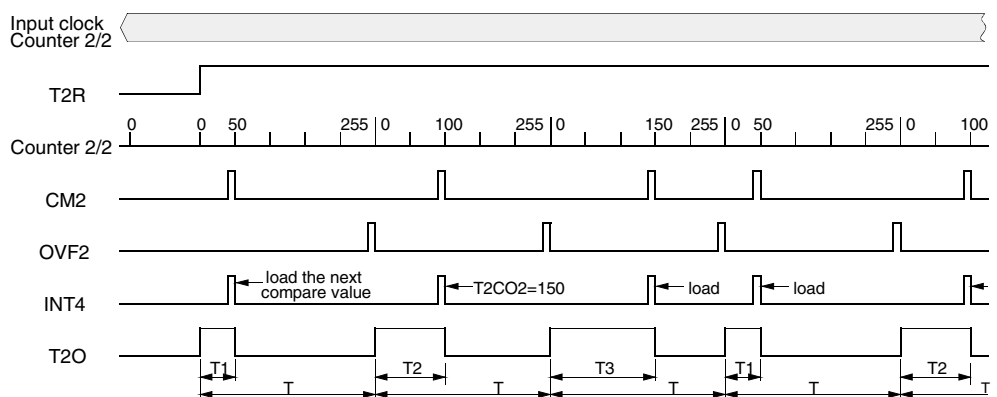 Input clock
Counter 2/2
T2R
0 0 50 255 0 100 255 0 150 255 0 50 255 0 100
Counter 2/2
CM2
OVF2
INT4
load the next
compare value
T2CO2=150
load
load
T2O
T1 T2 T3 T1 T2
T T T T T